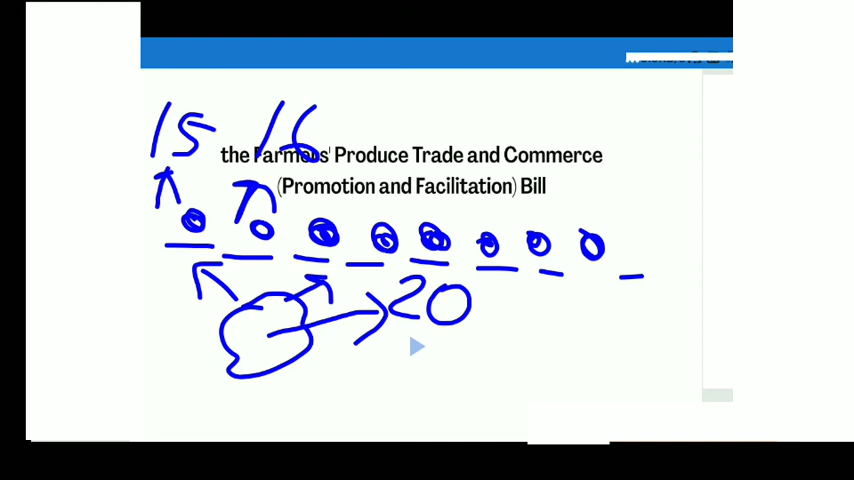 15 16
the Farmers' Produce Trade and Commerce
(Promotion and Facilitation) Bill
20